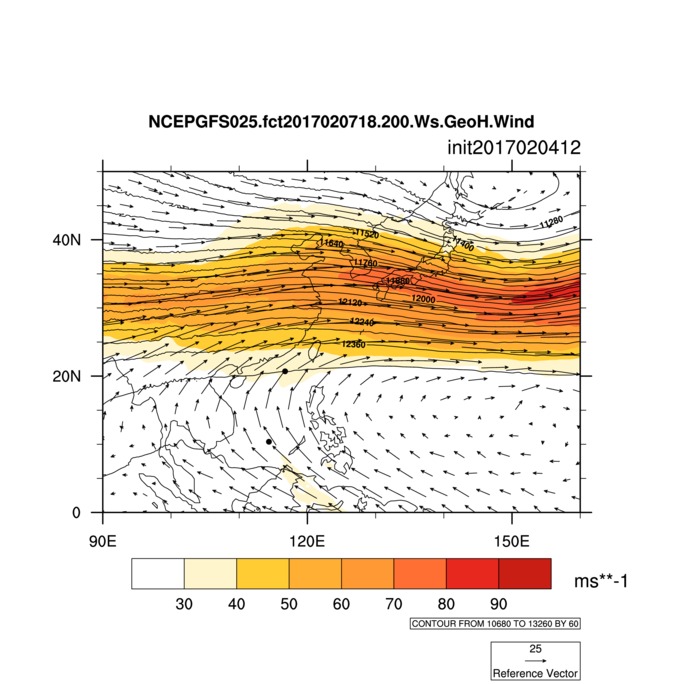 NCEPGFS025.fct2017020718.200.Ws.GeoH.Wind
init2017020412
11280
11520
11640
11400
40N
11760
11880
12000
12120
12240
12360
20N
0
90E 120E 150E
ms**-1
30 40 50 60 70 80 90
CONTOUR FROM 10680 TO 13260 BY 60
25
Reference Vector